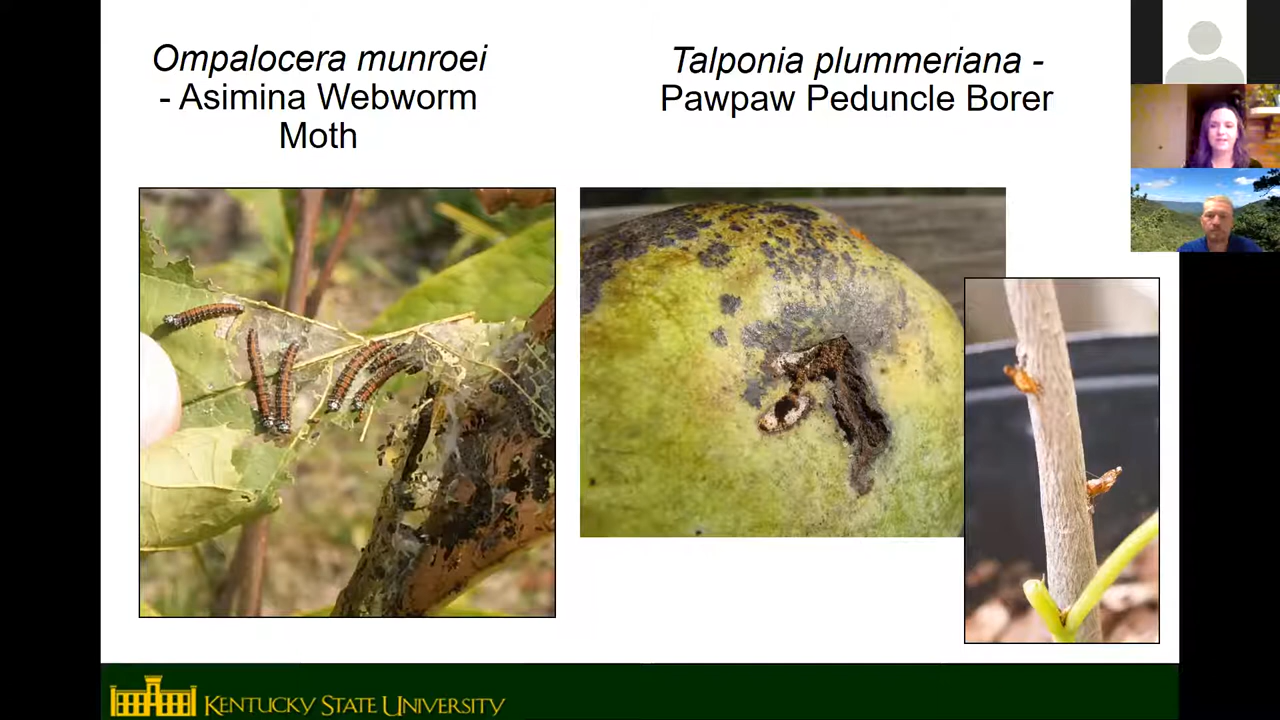 Ompalocera munroei
- Asimina Webworm
Moth
Talponia plummeriana -
Pawpaw Peduncle Borer
KENTUCKY STATE UNIVERSITY